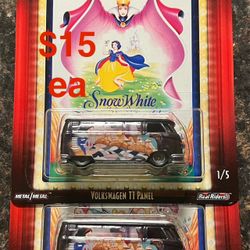 $15
ea
Snow White
1/5
METAL/METAL
VOLKSWAGEN T1 PANEL
Real Riders